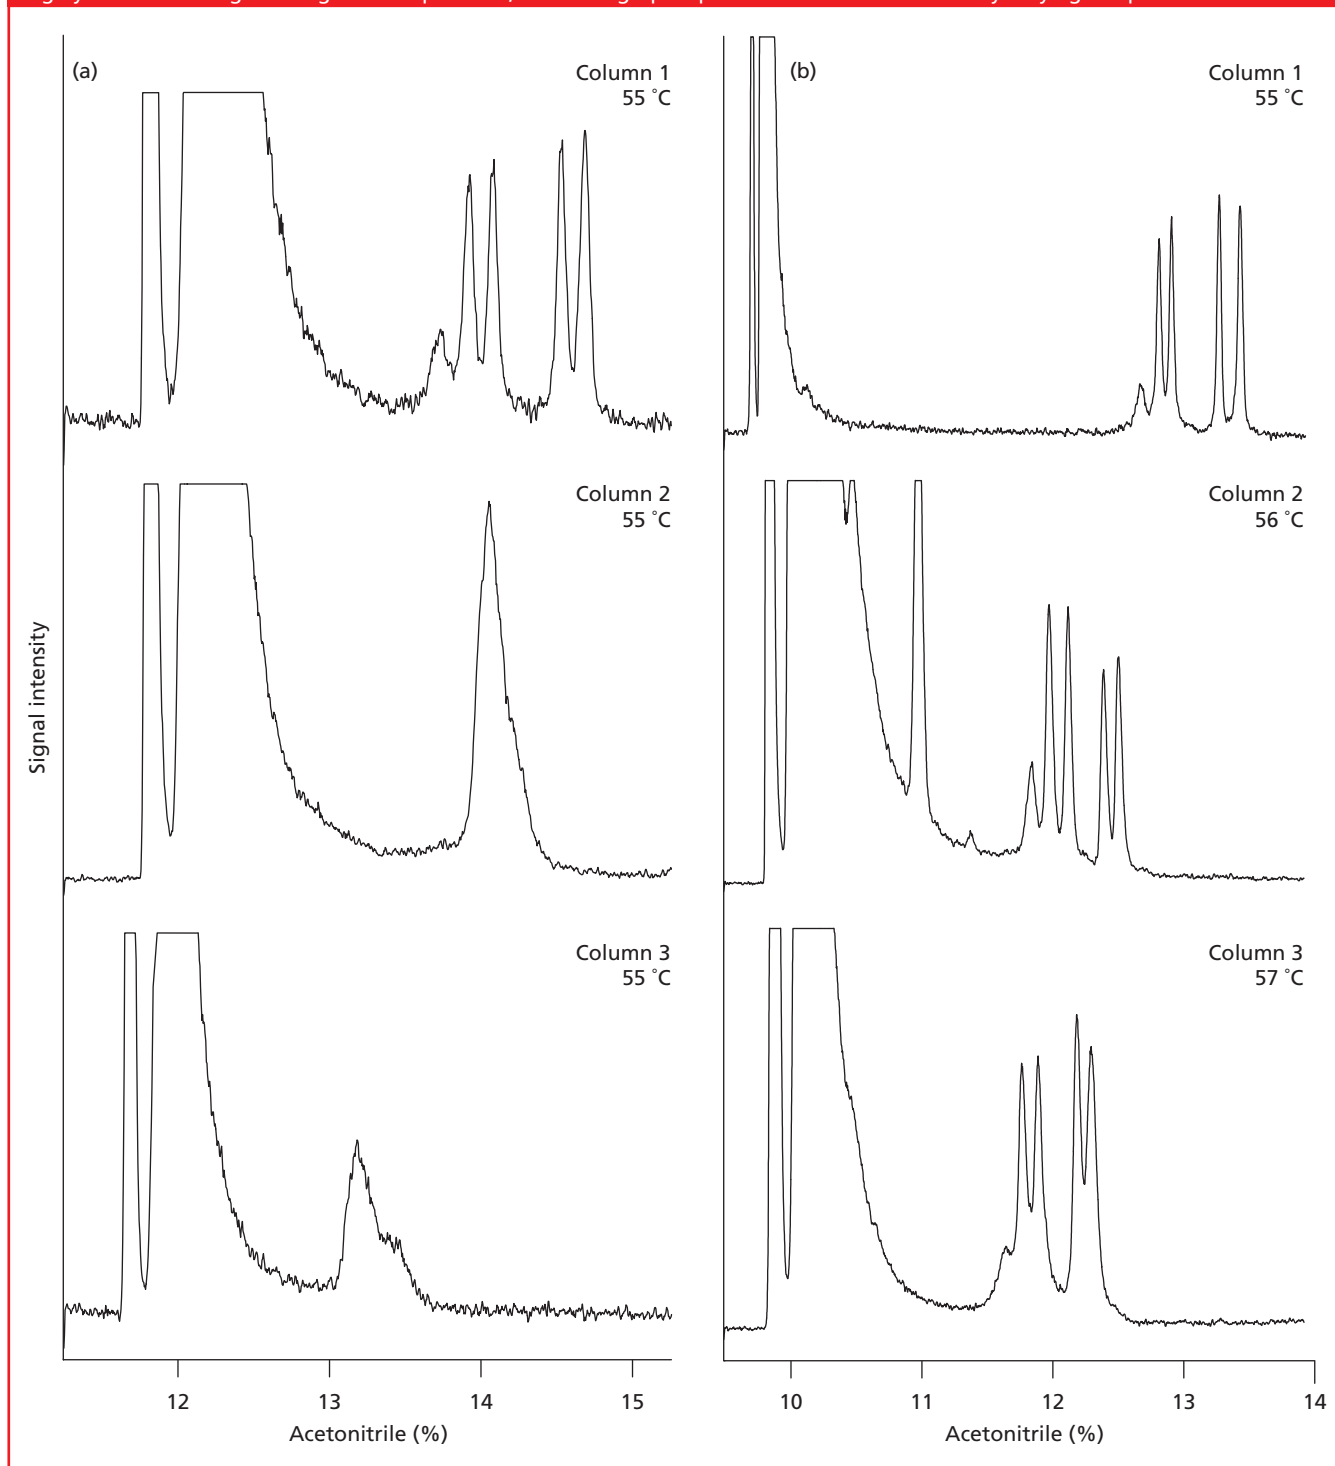 (a)
Column 1
55 ˚C
(b)
Column 1
55 ˚C
Column 2
55 ˚C
Column 2
56 ˚C
Signal intensity
Column 3
55 ˚C
Column 3
57 ˚C
12 13 14 15
10 11 12 13 14
Acetonitrile (%)
Acetonitrile (%)